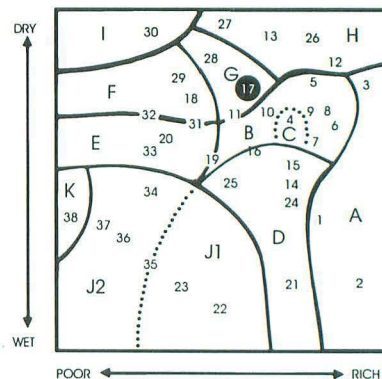 DRY
I 30 27 13 26 H
28 12
F 29 G 17 5 3
18 10 4 9 8
32 31 11 B C 6
E 20 7
33 19 16 15
K 34 25 14
24 A
38 37 1
36 J1 D
35
J2 23 21 2
22
WET
POOR RICH